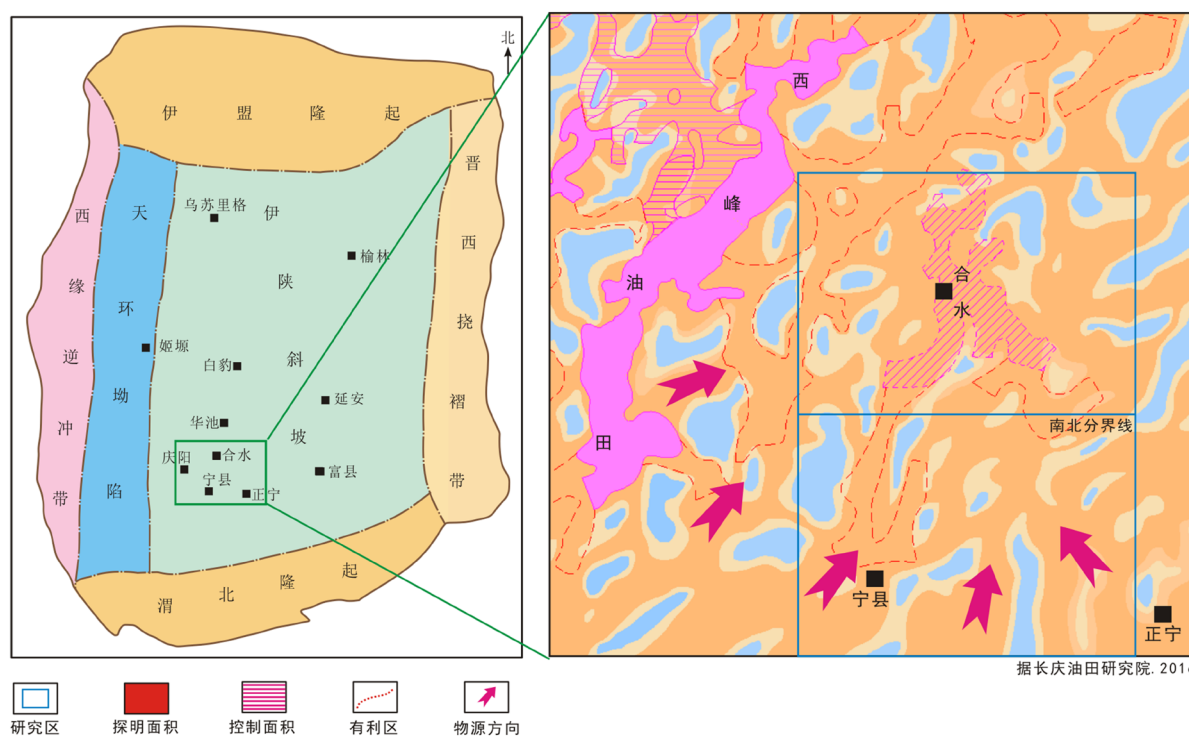 北
伊盟隆起
西缘逆冲带
天环坳陷
伊陕斜坡
晋西挠褶带
渭北隆起
乌苏里格
榆林
姬塬
白豹
延安
华池
合水
庆阳
宁县
正宁
富县
西峰油田
合水
南北分界线
宁县
正宁
据长庆油田研究院.201
研究区
探明面积
控制面积
有利区
物源方向